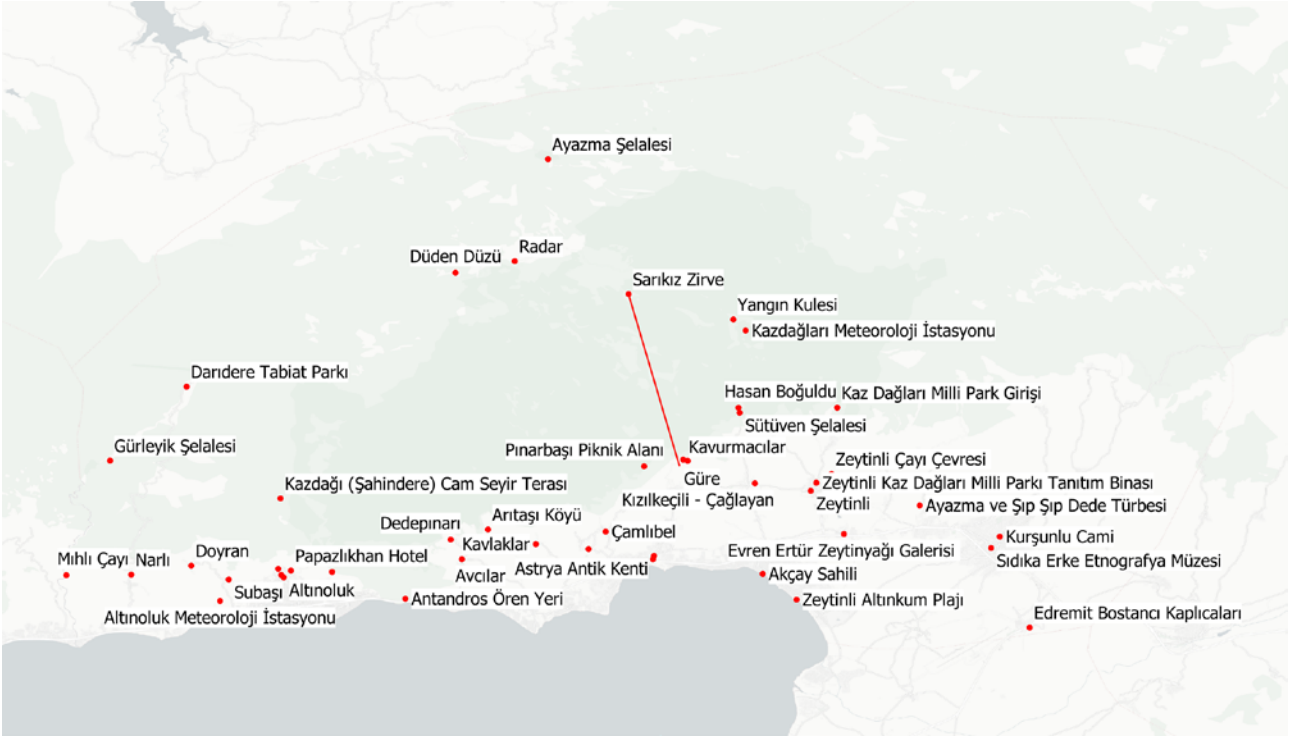 Ayazma Şelalesi
Radar
Düden Düzü
Sarıkız Zirve
Yangın Kulesi
Kazdağları Meteoroloji İstasyonu
Darıdere Tabiat Parkı
Hasan Boğuldu
Kaz Dağları Milli Park Girişi
Sütüven Şelalesi
Gürleyik Şelalesi
Pınarbaşı Piknik Alanı
Kavurmacılar
Zeytinli Çayı Çevresi
Güre
Kazdağı (Şahindere) Cam Seyir Terası
Zeytinli Kaz Dağları Milli Parkı Tanıtım Binası
Kızılkeçili - Çağlayan
Zeytinli
Ayazma ve Şıp Şıp Dede Türbesi
Arıtaşı Köyü
Dedepınarı
Çamlıbel
Kurşunlu Cami
Kavlaklar
Doyran
Papazlıkhan Hotel
Evren Ertür Zeytinyağı Galerisi
Mıhlı Çayı
Narlı
Sıdıka Erke Etnografya Müzesi
Astrya Antik Kenti
Avcılar
Akçay Sahili
Subaşı
Altınoluk
Antandros Ören Yeri
Zeytinli Altınkum Plajı
Edremit Bostancı Kaplıcaları
Altınoluk Meteoroloji İstasyonu